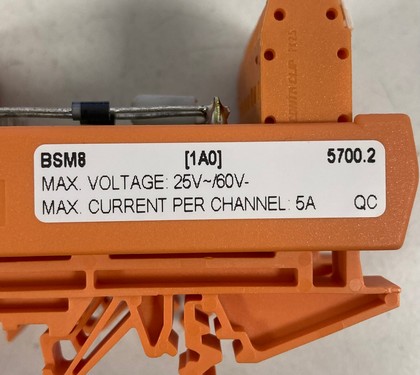 BSM8 [1A0] 5700.2
MAX. VOLTAGE: 25V~/60V-
MAX. CURRENT PER CHANNEL: 5A QC